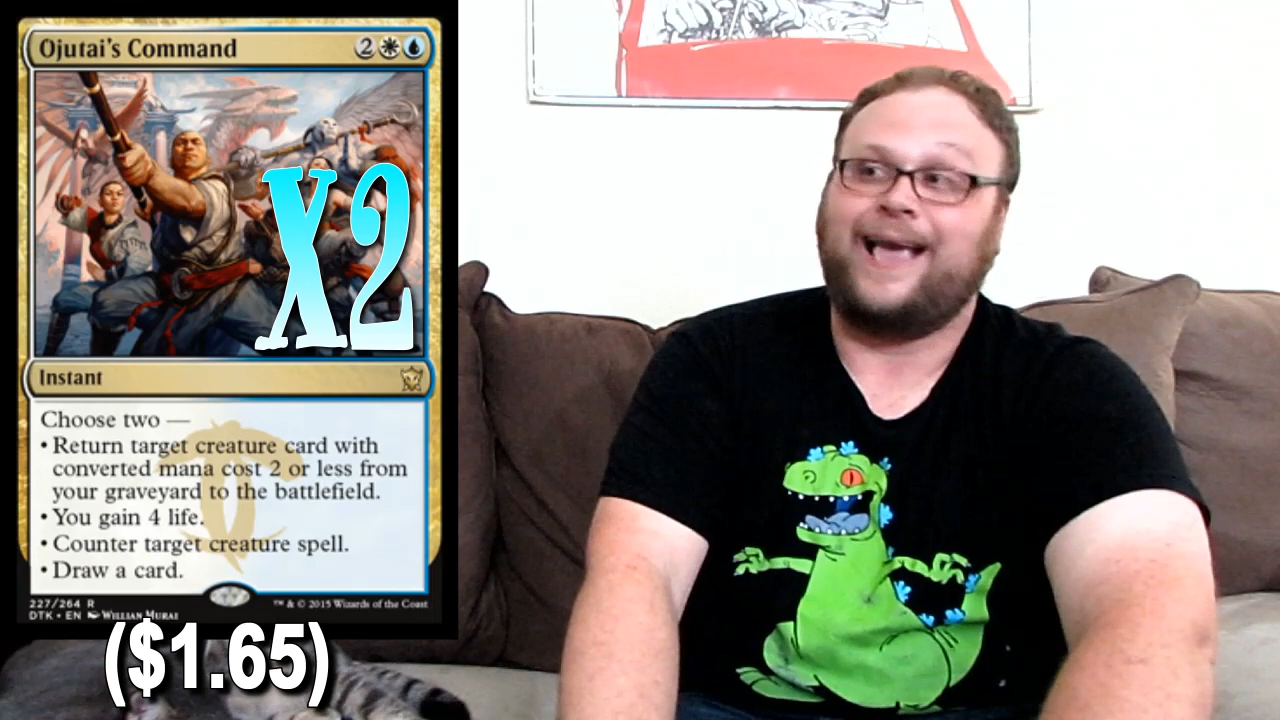 Ojutai's Command 2
X2
Instant
Choose two —
• Return target creature card with
converted mana cost 2 or less from
your graveyard to the battlefield.
• You gain 4 life.
• Counter target creature spell.
• Draw a card.
227/264 R
DTK • EN Willian Murai
™ & © 2015 Wizards of the Coast
($1.65)